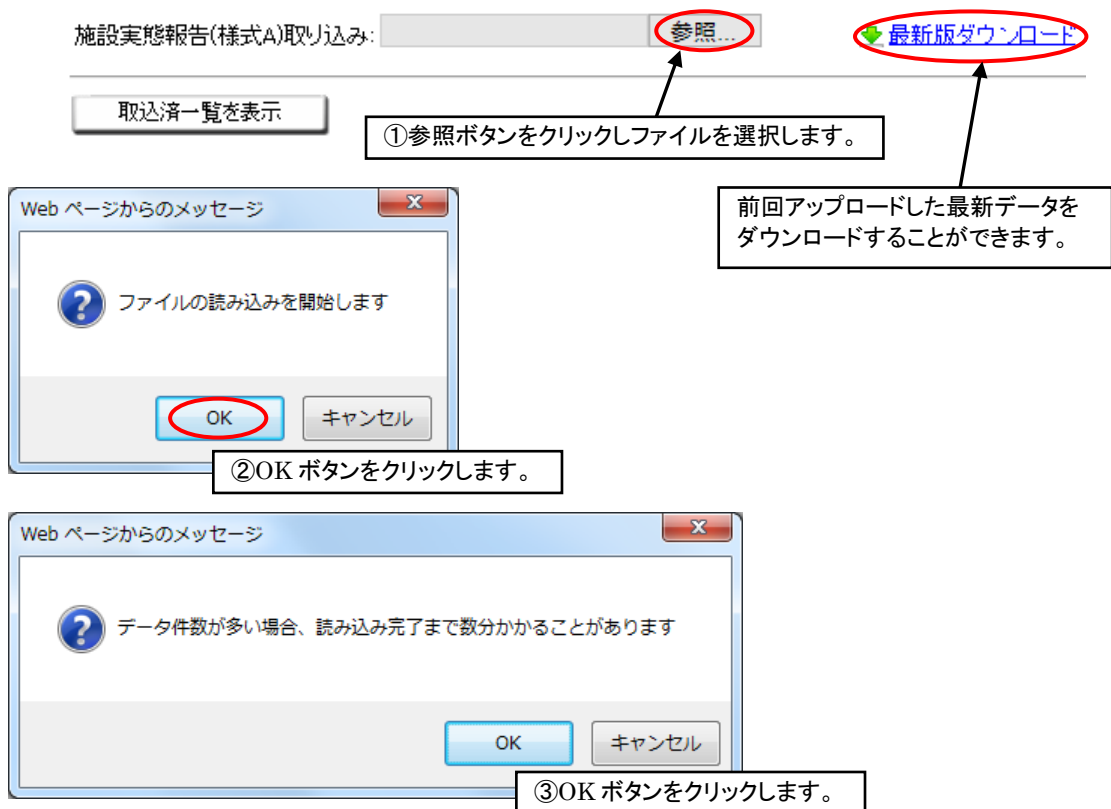 施設実態報告(様式A)取り込み:
参照...
最新版ダウンロード
取込済一覧を表示
①参照ボタンをクリックしファイルを選択します。
前回アップロードした最新データを
ダウンロードすることができます。
Web ページからのメッセージ
ファイルの読み込みを開始します
OK
キャンセル
②OK ボタンをクリックします。
Web ページからのメッセージ
データ件数が多い場合、読み込み完了まで数分かかることがあります
OK
キャンセル
③OK ボタンをクリックします。